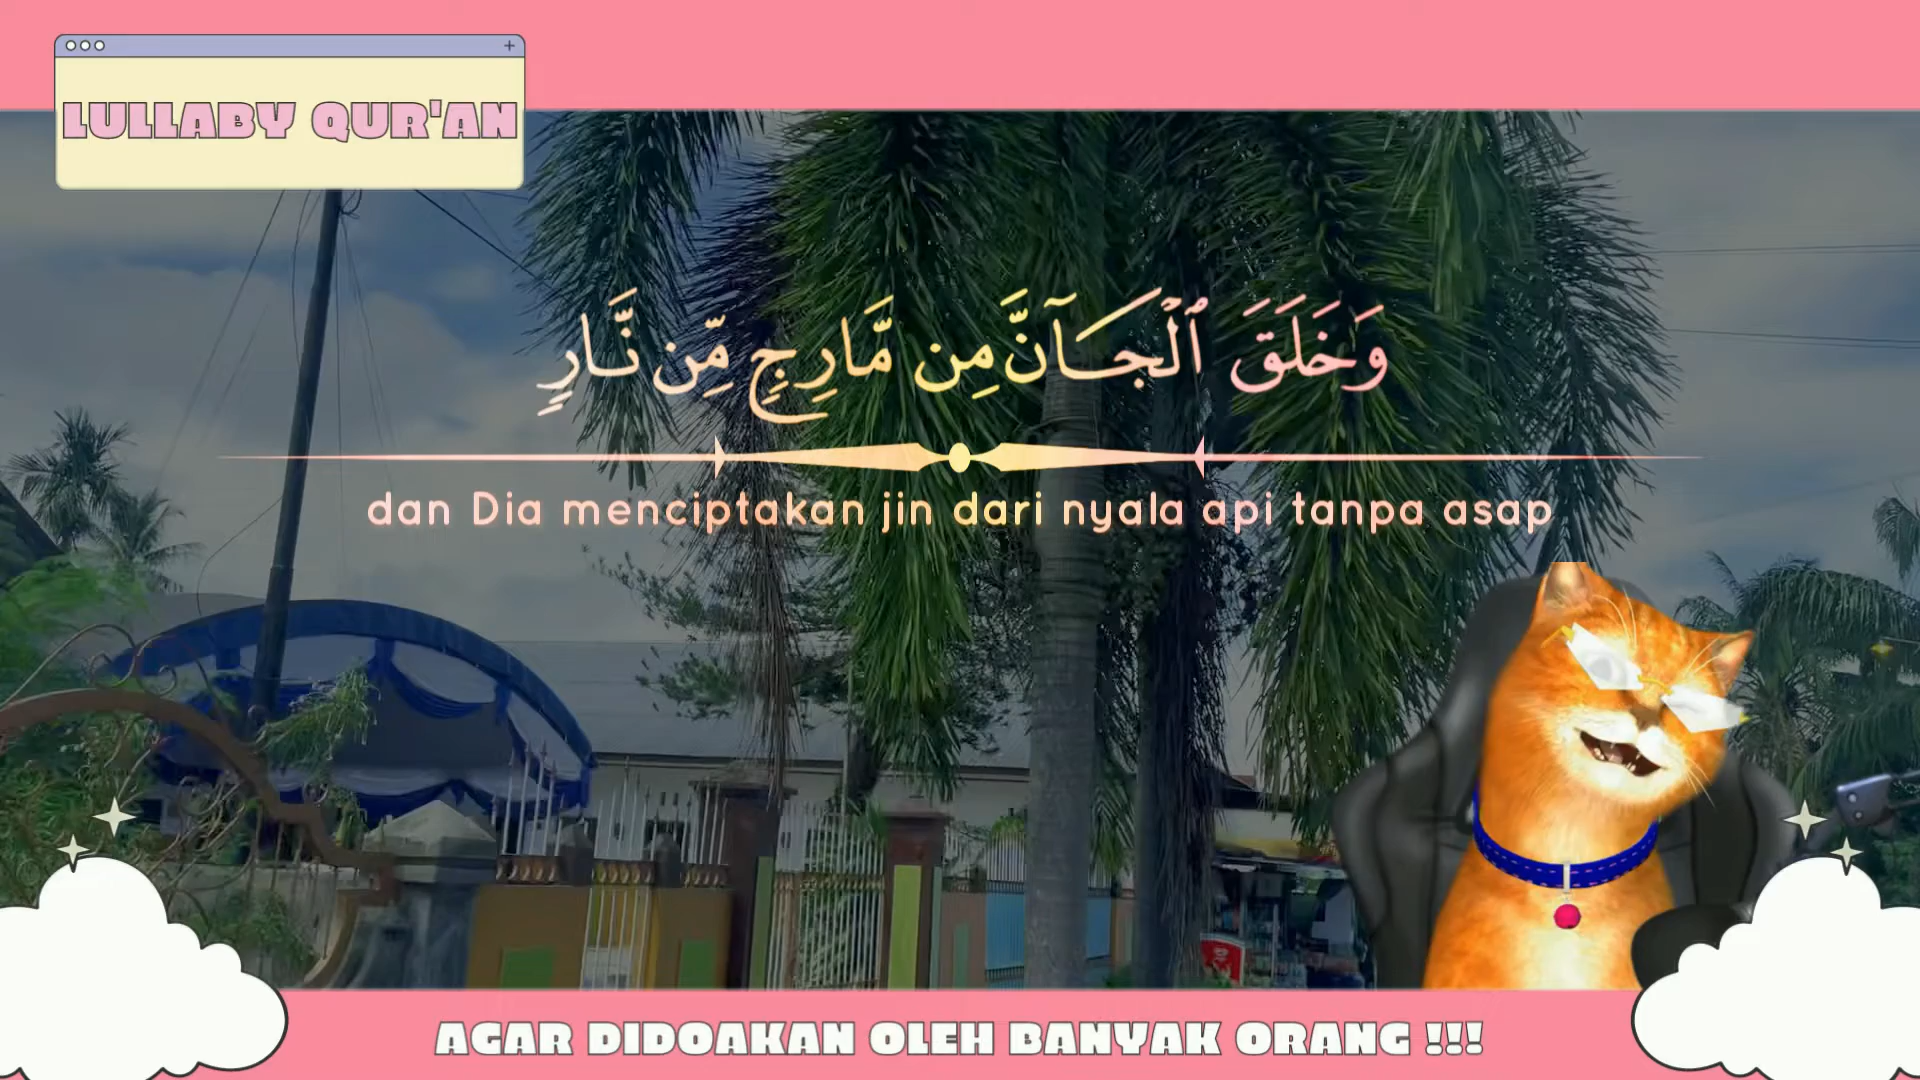 LULLABY QUR'AN
وَخَلَقَ ٱلْجَآنَّ مِن مَّارِجٍ مِّن نَّارٍ
dan Dia menciptakan jin dari nyala api tanpa asap
AGAR DIDOAKAN OLEH BANYAK ORANG !!!